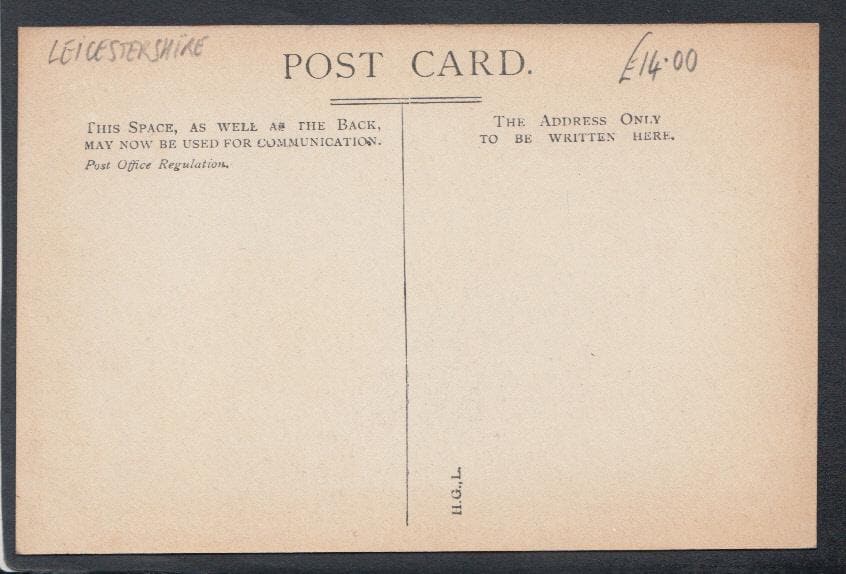 LEICESTERSHIRE
POST CARD.
£14.00
THIS SPACE, AS WELL AS THE BACK,
MAY NOW BE USED FOR COMMUNICATION.
Post Office Regulation.
THE ADDRESS ONLY
TO BE WRITTEN HERE.
H.G.,L.